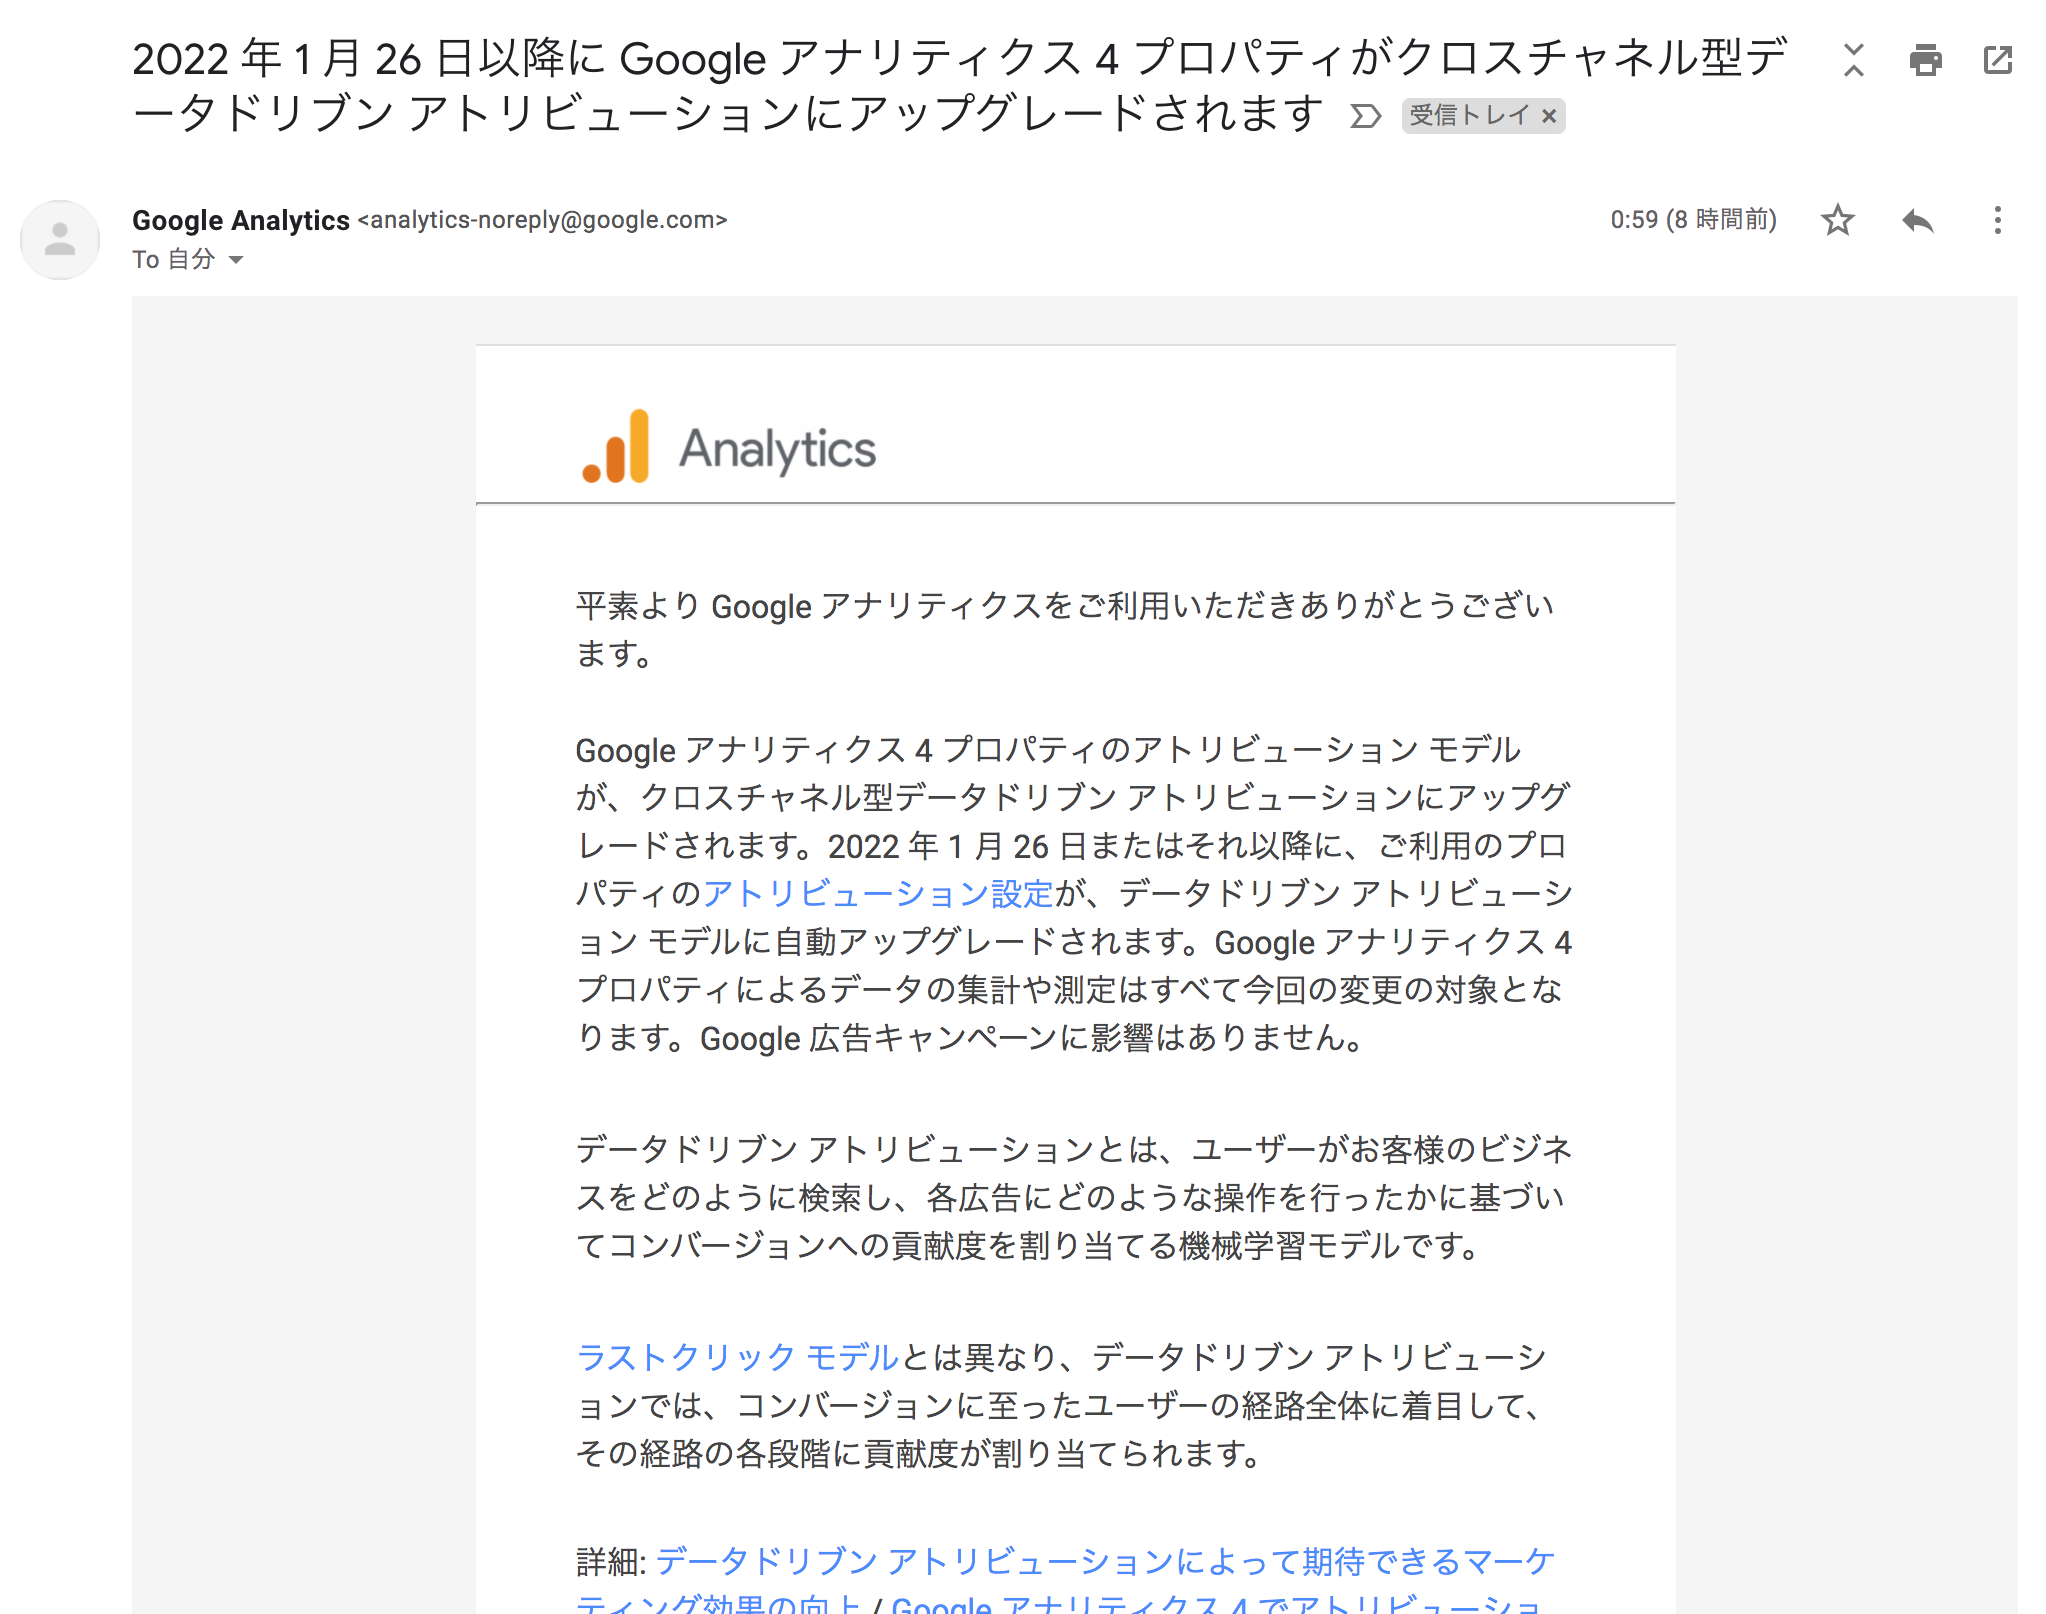 2022 年 1 月 26 日以降に Google アナリティクス 4 プロパティがクロスチャネル型デ
ータドリブン アトリビューションにアップグレードされます 受信トレイ ×
Google Analytics <analytics-noreply@google.com> 0:59 (8 時間前)
To 自分
Analytics
平素より Google アナリティクスをご利用いただきありがとうござい
ます。
Google アナリティクス 4 プロパティのアトリビューション モデル
が、クロスチャネル型データドリブン アトリビューションにアップグ
レードされます。2022 年 1 月 26 日またはそれ以降に、ご利用のプロ
パティのアトリビューション設定が、データドリブン アトリビューシ
ョン モデルに自動アップグレードされます。Google アナリティクス 4
プロパティによるデータの集計や測定はすべて今回の変更の対象とな
ります。Google 広告キャンペーンに影響はありません。
データドリブン アトリビューションとは、ユーザーがお客様のビジネ
スをどのように検索し、各広告にどのような操作を行ったかに基づい
てコンバージョンへの貢献度を割り当てる機械学習モデルです。
ラストクリック モデルとは異なり、データドリブン アトリビューシ
ョンでは、コンバージョンに至ったユーザーの経路全体に着目して、
その経路の各段階に貢献度が割り当てられます。
詳細: データドリブン アトリビューションによって期待できるマーケ
ティング効果の向上 / Google アナリティクス 4 でアトリビューショ